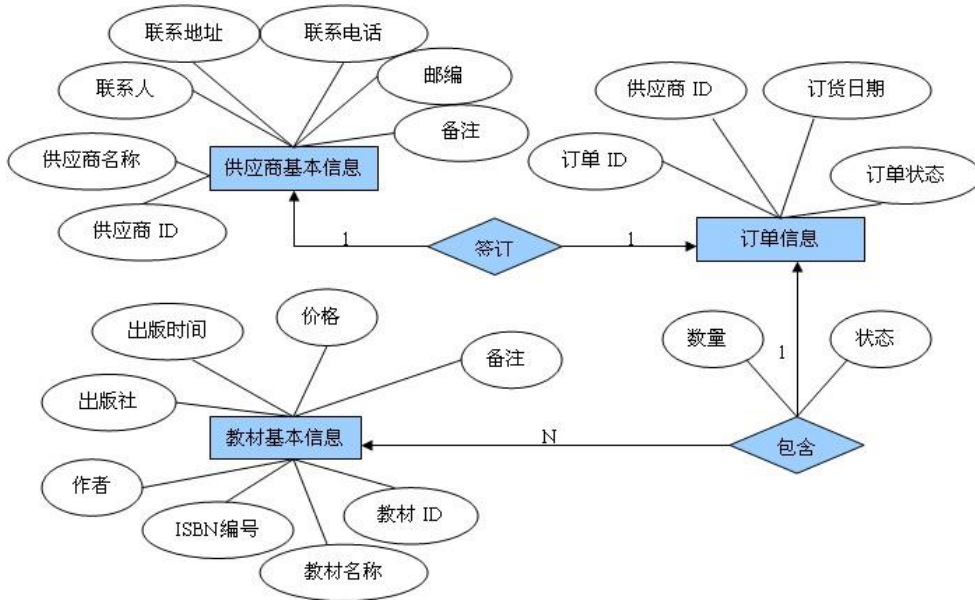 联系地址
联系电话
联系人
邮编
备注
供应商名称
供应商基本信息
供应商 ID
供应商 ID
订货日期
订单 ID
订单状态
订单信息
1
签订
1
出版时间
价格
备注
出版社
教材基本信息
作者
ISBN编号
教材 ID
教材名称
数量
状态
1
N
包含